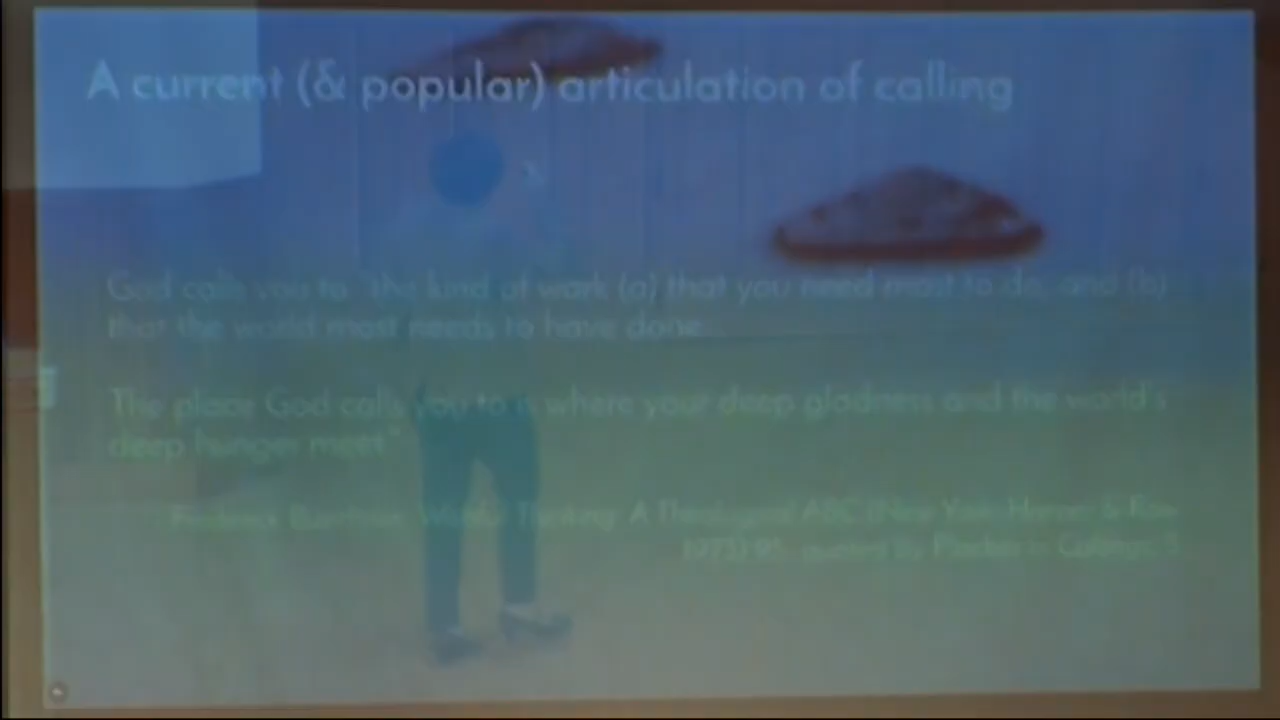 A current (& popular) articulation of calling
God calls you to "the kind of work (a) that you need most to do, and (b)
that the world most needs to have done
The place God calls you to is where your deep gladness and the world's
deep hunger meet"
Frederick Buechner, Wishful Thinking: A Theological ABC (New York: Harper & Row
1973) quoted by Placher in Callings, 3